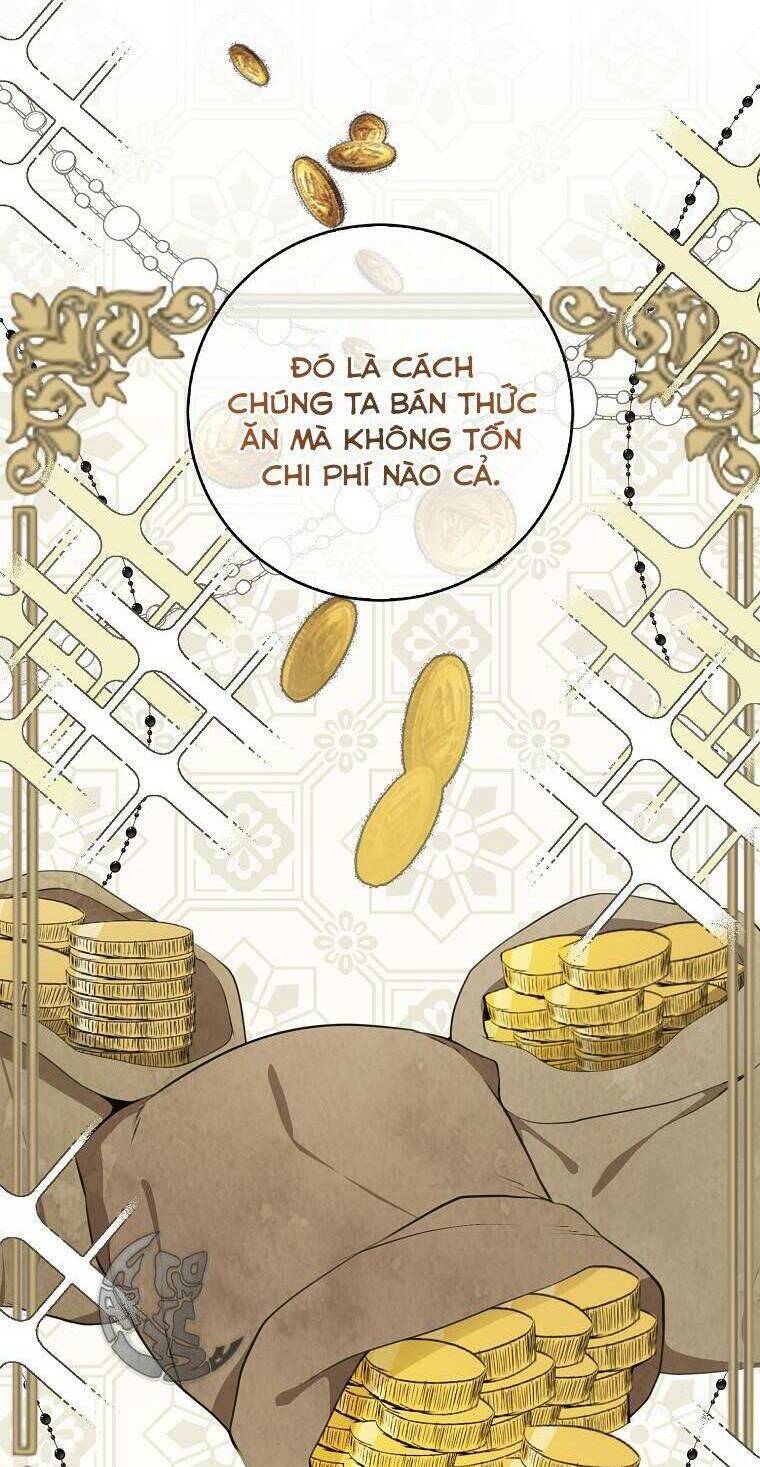 ĐÓ LÀ CÁCH
CHÚNG TA BÁN THỨC
ĂN MÀ KHÔNG TỐN
CHI PHÍ NÀO CẢ.